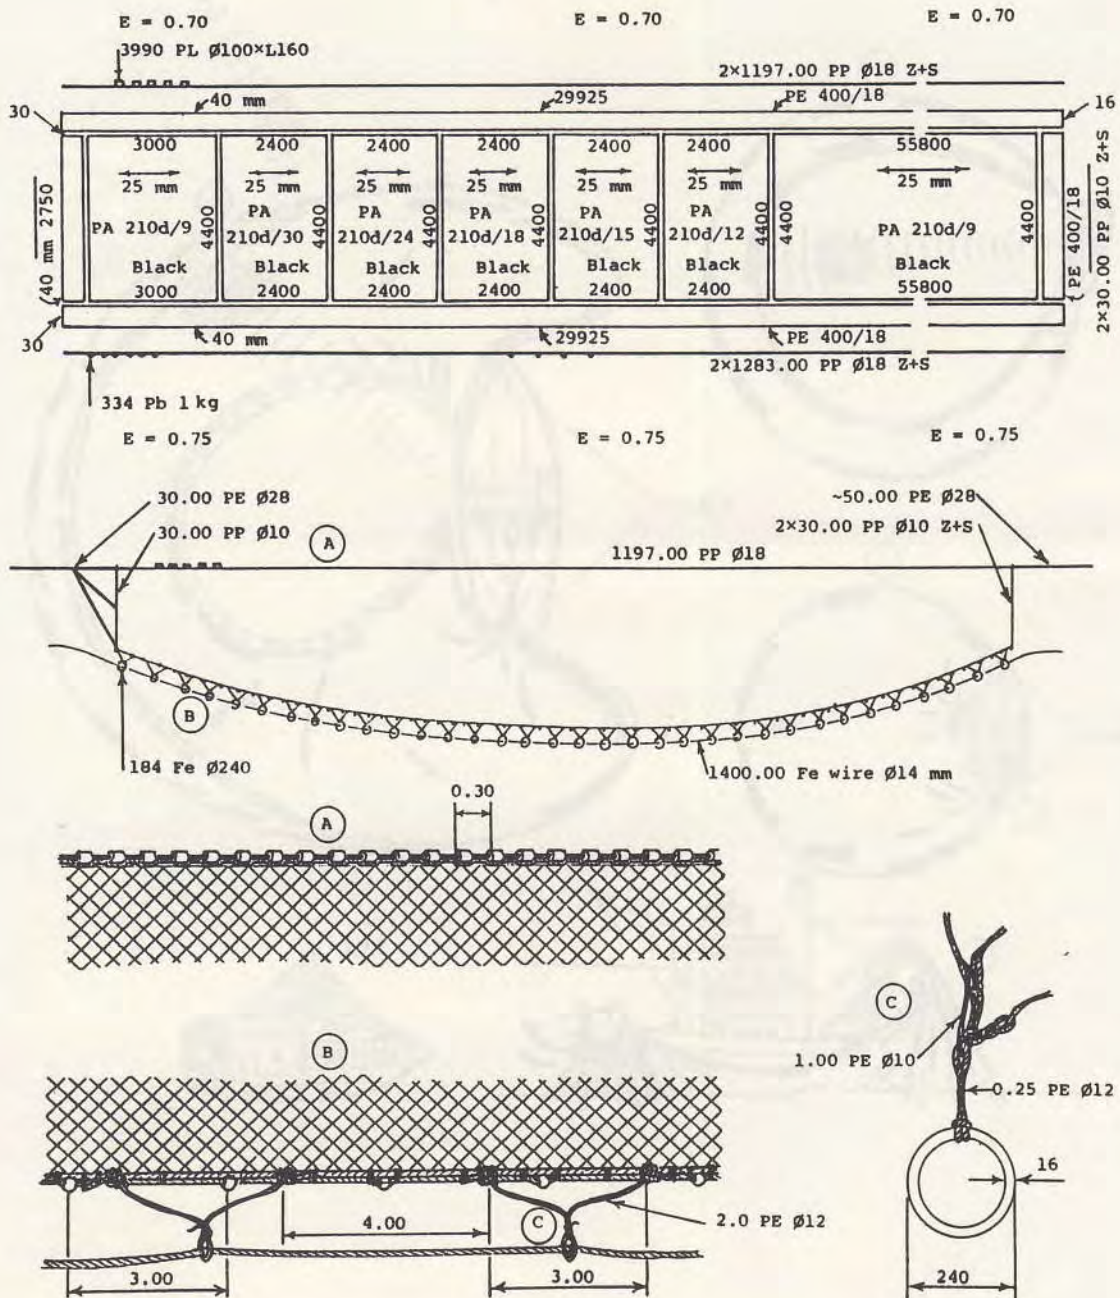 E = 0.70 E = 0.70 E = 0.70
3990 PL Ø100×L160
2×1197.00 PP Ø18 Z+S
30 40 mm 29925 PE 400/18 16
3000 2400 2400 2400 2400 2400 55800
25 mm 25 mm 25 mm 25 mm 25 mm 25 mm 25 mm
PA 210d/9 PA 210d/30 PA 210d/24 PA 210d/18 PA 210d/15 PA 210d/12 PA 210d/9
4400 4400 4400 4400 4400 4400 4400
Black Black Black Black Black Black Black
3000 2400 2400 2400 2400 2400 55800
/40 mm 2750
PE 400/18
2×30.00 PP Ø10 Z+S
30 40 mm 29925 PE 400/18
2×1283.00 PP Ø18 Z+S
334 Pb 1 kg
E = 0.75 E = 0.75 E = 0.75
30.00 PE Ø28 ~50.00 PE Ø28
30.00 PP Ø10 2×30.00 PP Ø10 Z+S
A 1197.00 PP Ø18
B
184 Fe Ø240 1400.00 Fe wire Ø14 mm
0.30
A
C
B
1.00 PE Ø10
0.25 PE Ø12
16
4.00 C 2.0 PE Ø12
3.00 3.00 240